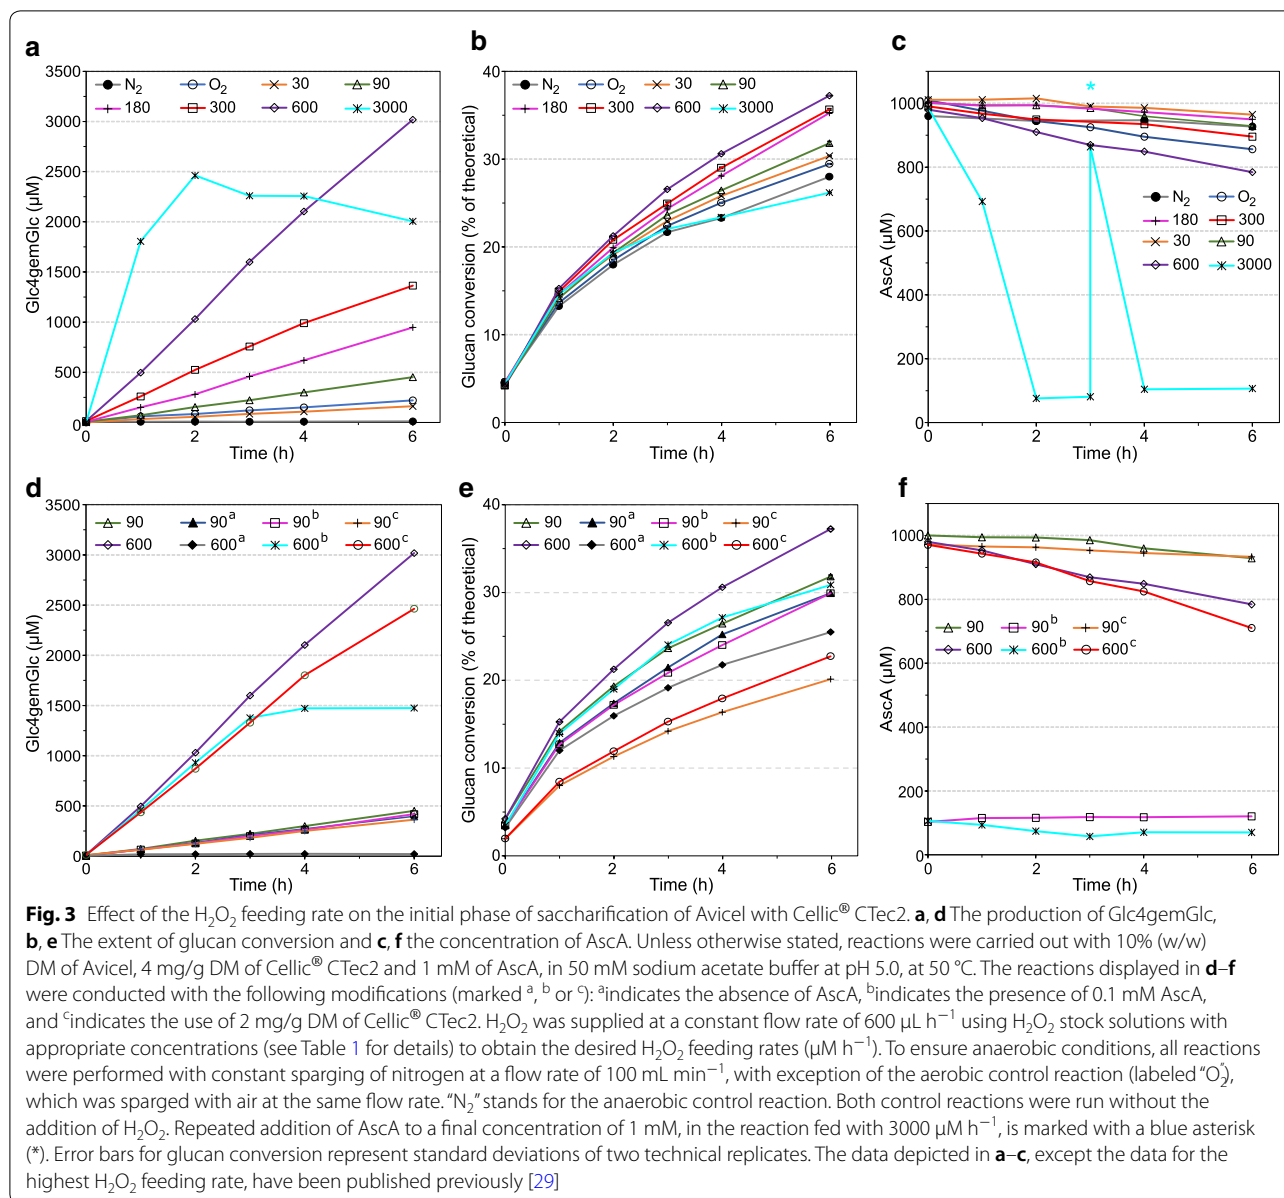 a
3500
3000
2500
2000
1500
1000
500
0
0
2
4
6
Glc4gemGlc (µM)
Time (h)
N2 O2 30 90
180 300 600 3000
b
40
30
20
10
0
0
2
4
6
Glucan conversion (% of theoretical)
Time (h)
N2 O2 30 90
180 300 600 3000
c
*
1000
800
600
400
200
0
0
2
4
6
AscA (µM)
Time (h)
N2 O2
180 300
30 90
600 3000
d
3500
3000
2500
2000
1500
1000
500
0
0
2
4
6
Glc4gemGlc (µM)
Time (h)
90 90a 90b 90c
600 600a 600b 600c
e
40
30
20
10
0
0
2
4
6
Glucan conversion (% of theoretical)
Time (h)
90 90a 90b 90c
600 600a 600b 600c
f
1000
800
600
400
200
0
0
2
4
6
AscA (µM)
Time (h)
90 90b 90c
600 600b 600c
Fig. 3 Effect of the H2O2 feeding rate on the initial phase of saccharification of Avicel with Cellic® CTec2. a, d The production of Glc4gemGlc,
b, e The extent of glucan conversion and c, f the concentration of AscA. Unless otherwise stated, reactions were carried out with 10% (w/w)
DM of Avicel, 4 mg/g DM of Cellic® CTec2 and 1 mM of AscA, in 50 mM sodium acetate buffer at pH 5.0, at 50 °C. The reactions displayed in d–f
were conducted with the following modifications (marked a, b or c): aindicates the absence of AscA, bindicates the presence of 0.1 mM AscA,
and cindicates the use of 2 mg/g DM of Cellic® CTec2. H2O2 was supplied at a constant flow rate of 600 µL h−1 using H2O2 stock solutions with
appropriate concentrations (see Table 1 for details) to obtain the desired H2O2 feeding rates (µM h−1). To ensure anaerobic conditions, all reactions
were performed with constant sparging of nitrogen at a flow rate of 100 mL min−1, with exception of the aerobic control reaction (labeled “O2”),
which was sparged with air at the same flow rate. “N2” stands for the anaerobic control reaction. Both control reactions were run without the
addition of H2O2. Repeated addition of AscA to a final concentration of 1 mM, in the reaction fed with 3000 µM h−1, is marked with a blue asterisk
(*). Error bars for glucan conversion represent standard deviations of two technical replicates. The data depicted in a–c, except the data for the
highest H2O2 feeding rate, have been published previously [29]